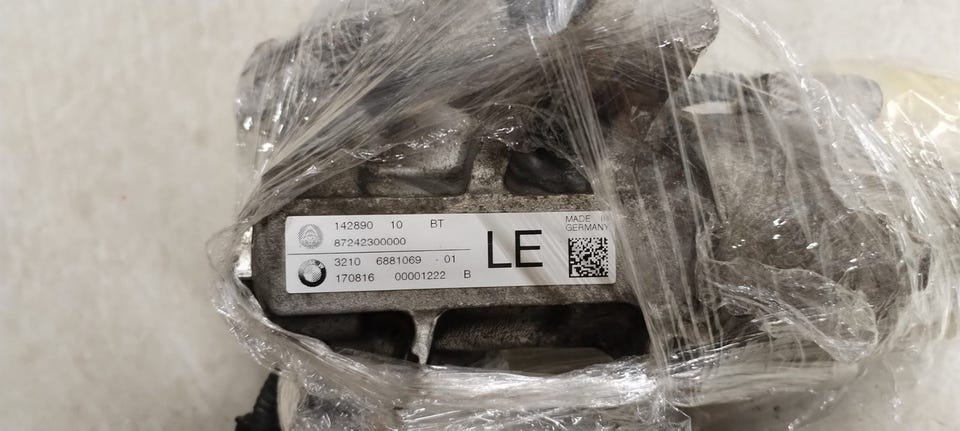 142890 10 BT
87242300000
3210 6881069 - 01
170816 00001222 B
LE
MADE IN
GERMANY